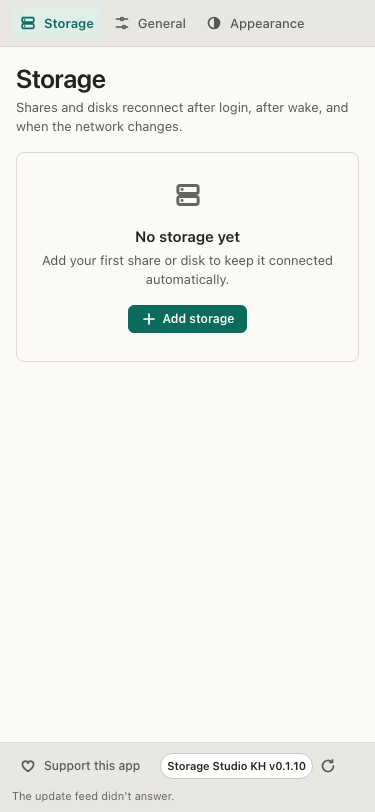 Storage
General
Appearance
Storage
Shares and disks reconnect after login, after wake, and
when the network changes.
No storage yet
Add your first share or disk to keep it connected
automatically.
Add storage
Support this app
Storage Studio KH v0.1.10
The update feed didn't answer.